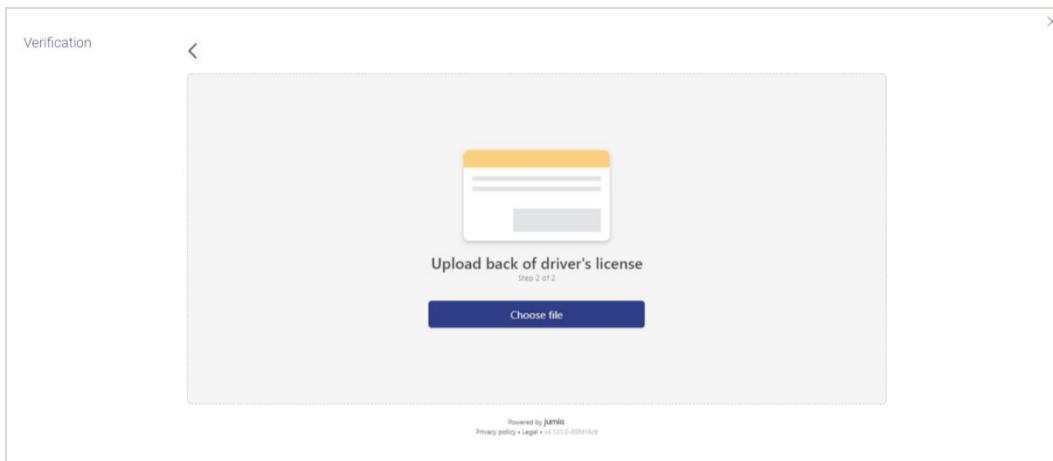 Verification
Upload back of driver's license
Step 2 of 2
Choose file
Powered by jumio
Privacy policy • Legal •